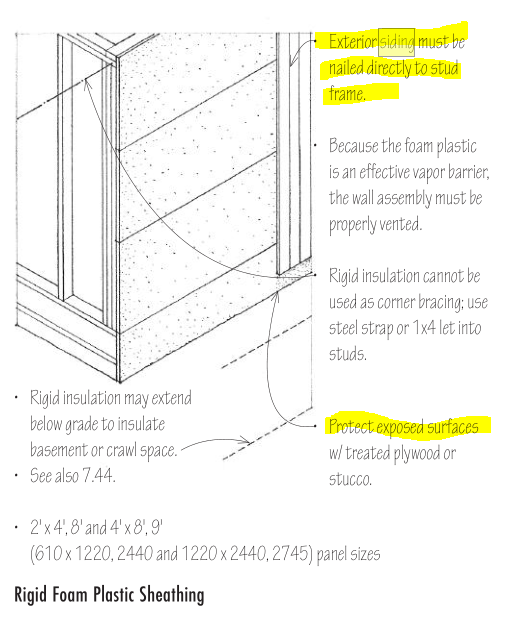 Exterior siding must be
nailed directly to stud
frame.
Because the foam plastic
is an effective vapor barrier,
the wall assembly must be
properly vented.
Rigid insulation cannot be
used as corner bracing; use
steel strap or 1x4 let into
studs.
Protect exposed surfaces
w/ treated plywood or
stucco.
• Rigid insulation may extend
below grade to insulate
basement or crawl space.
• See also 7.44.
• 2' x 4', 8' and 4' x 8', 9'
(610 x 1220, 2440 and 1220 x 2440, 2745) panel sizes
Rigid Foam Plastic Sheathing